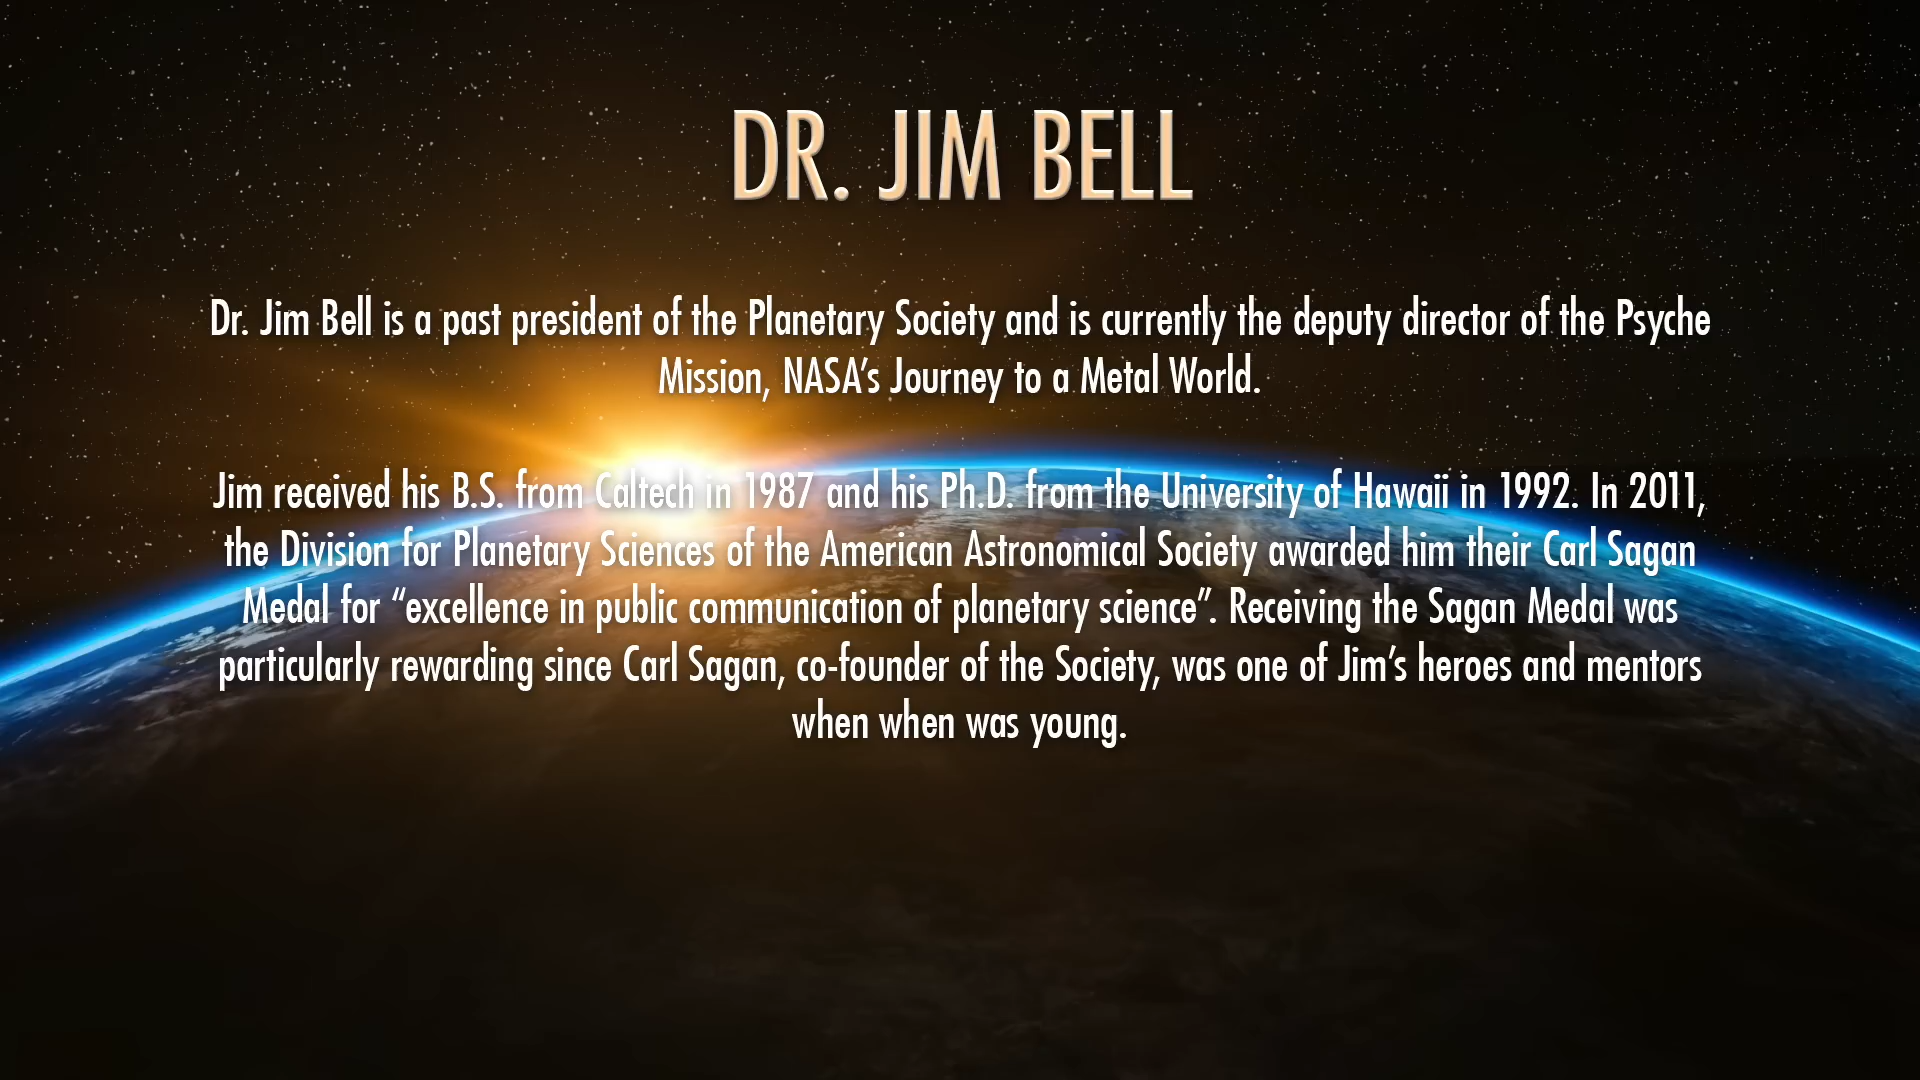 DR. JIM BELL
Dr. Jim Bell is a past president of the Planetary Society and is currently the deputy director of the Psyche
Mission, NASA’s Journey to a Metal World.
Jim received his B.S. from Caltech in 1987 and his Ph.D. from the University of Hawaii in 1992. In 2011,
the Division for Planetary Sciences of the American Astronomical Society awarded him their Carl Sagan
Medal for “excellence in public communication of planetary science”. Receiving the Sagan Medal was
particularly rewarding since Carl Sagan, co-founder of the Society, was one of Jim’s heroes and mentors
when when was young.